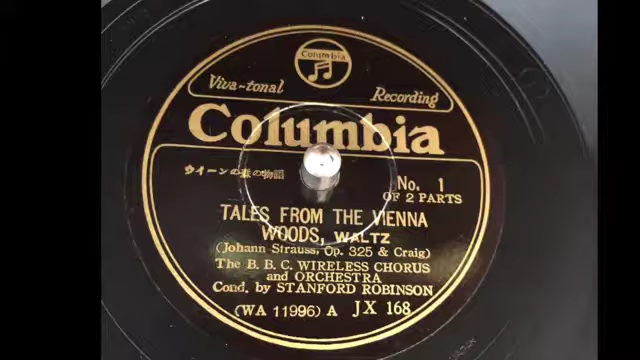 Columbia
Viva-tonal Recording
Columbia
ウイーンの森の物語
No. 1
OF 2 PARTS
TALES FROM THE VIENNA
WOODS, WALTZ
(Johann Strauss, Op. 325 & Craig)
The B. B. C. WIRELESS CHORUS
and ORCHESTRA
Cond. by STANFORD ROBINSON
(WA 11996) A JX 168